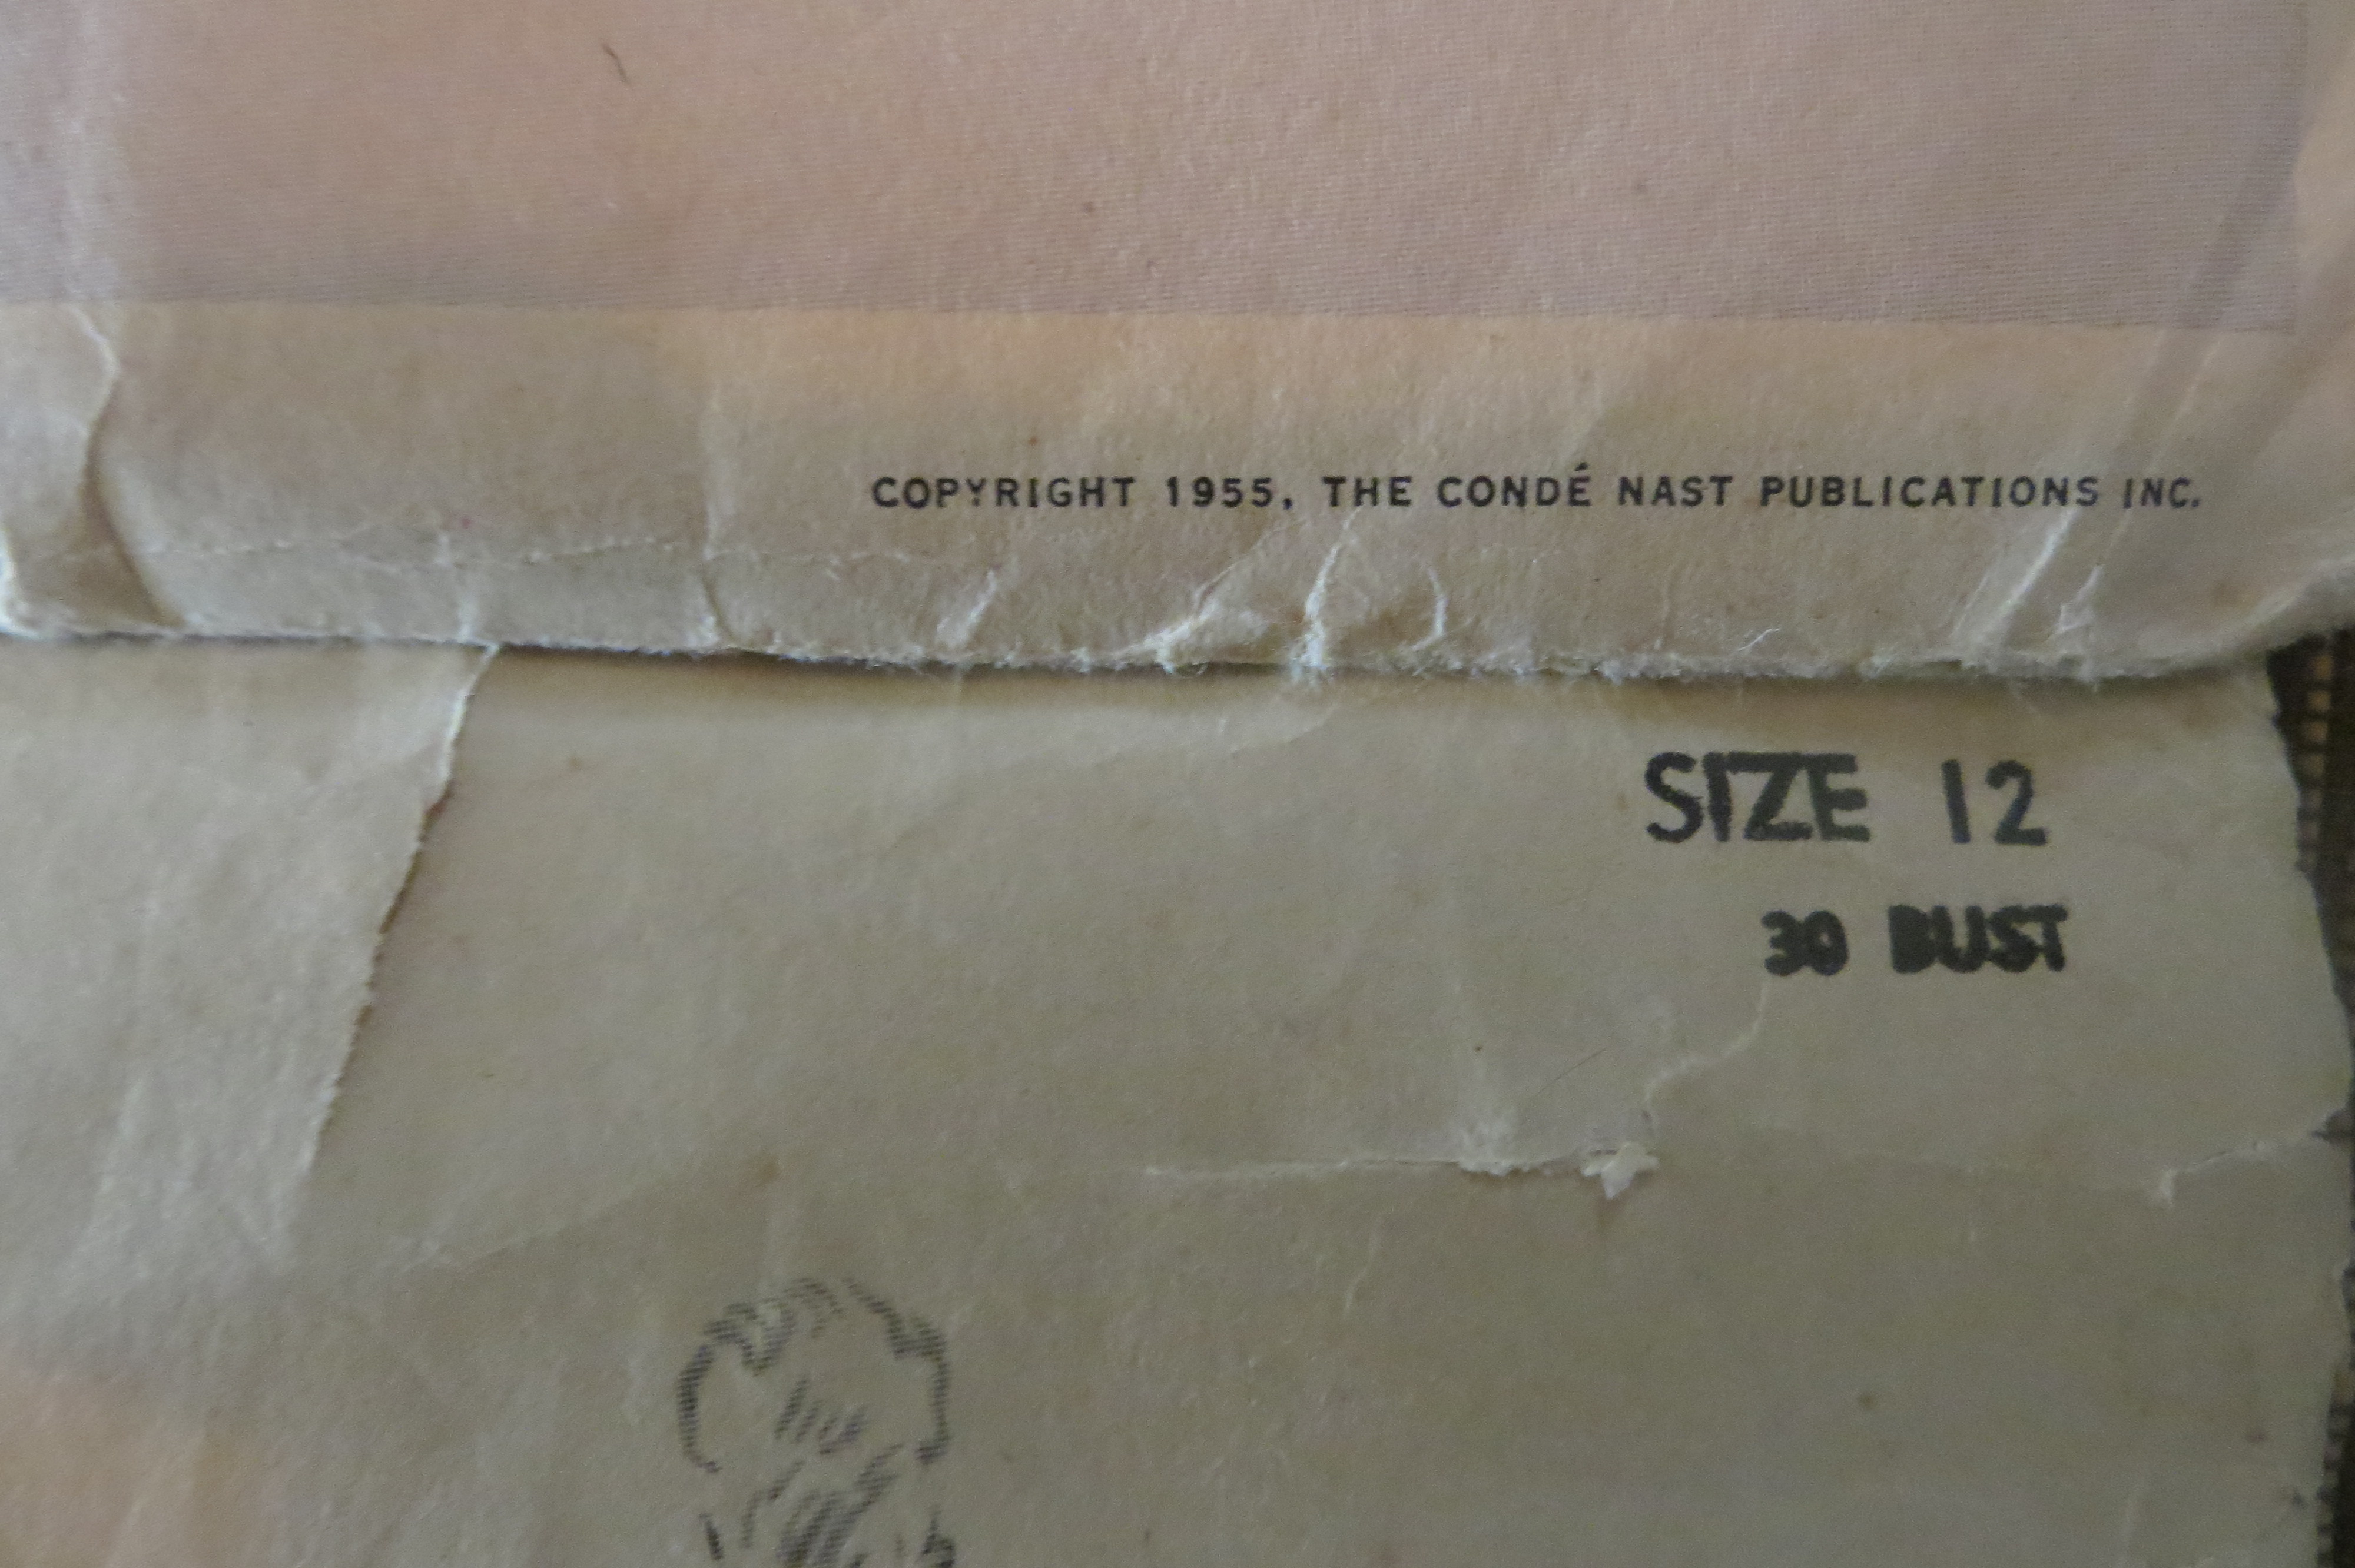 COPYRIGHT 1955, THE CONDÉ NAST PUBLICATIONS INC.
SIZE 12
30 BUST